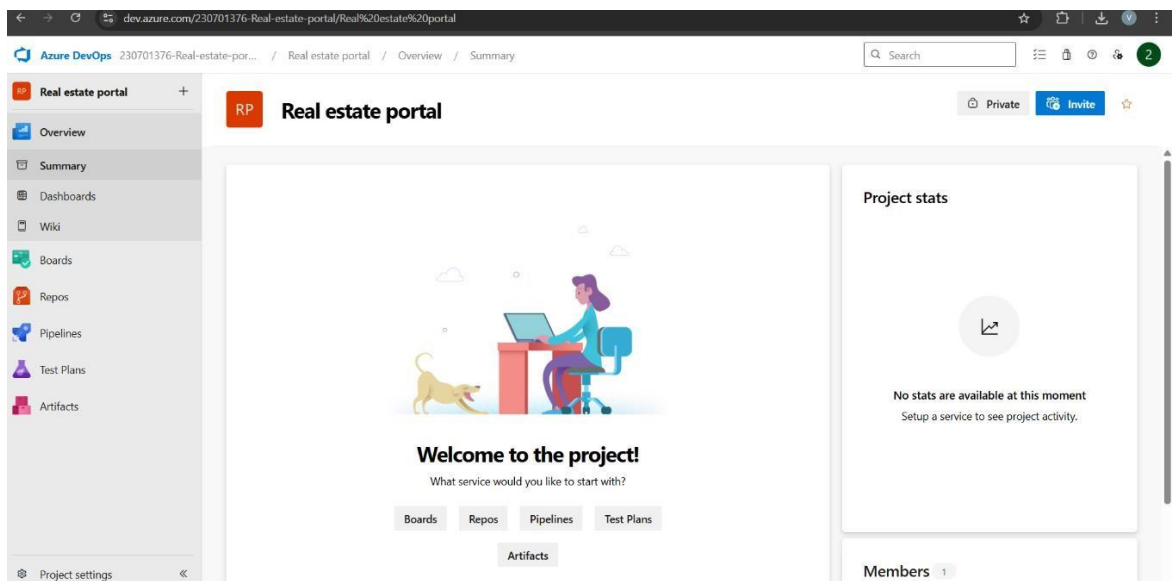 dev.azure.com/230701376-Real-estate-portal/Real%20estate%20portal
V
Azure DevOps 230701376-Real-estate-por... / Real estate portal / Overview / Summary
Search
2
RP Real estate portal +
RP Real estate portal
Private
Invite
Overview
Summary
Dashboards
Wiki
Boards
Repos
Pipelines
Test Plans
Artifacts
Project settings
Welcome to the project!
What service would you like to start with?
Boards Repos Pipelines Test Plans
Artifacts
Project stats
No stats are available at this moment
Setup a service to see project activity.
Members 1